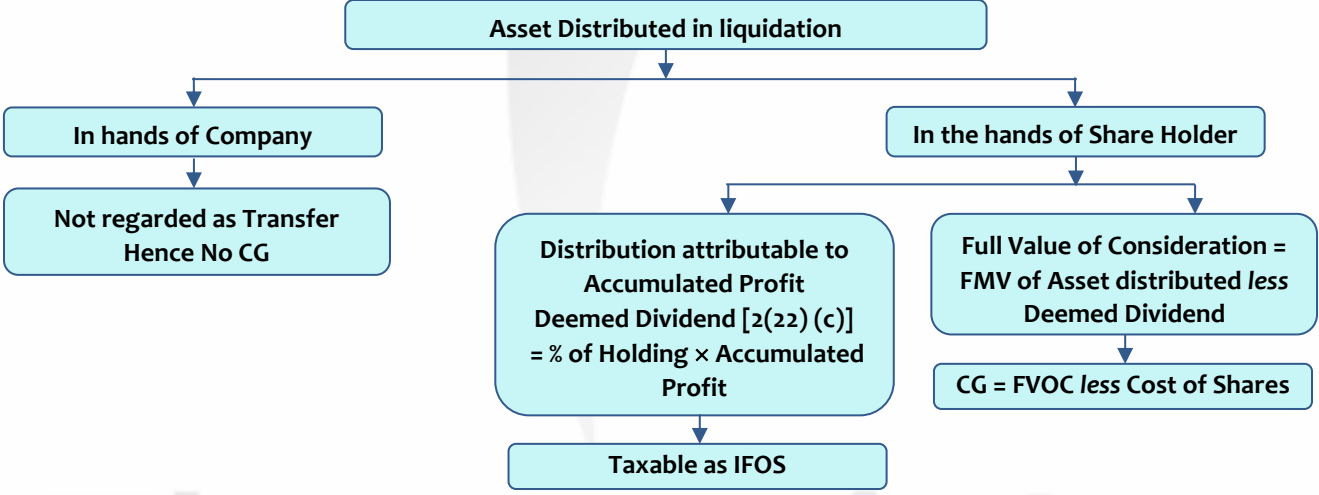 Asset Distributed in liquidation
In hands of Company
In the hands of Share Holder
Not regarded as Transfer
Hence No CG
Distribution attributable to
Accumulated Profit
Deemed Dividend [2(22) (c)]
= % of Holding × Accumulated
Profit
Full Value of Consideration =
FMV of Asset distributed less
Deemed Dividend
CG = FVOC less Cost of Shares
Taxable as IFOS